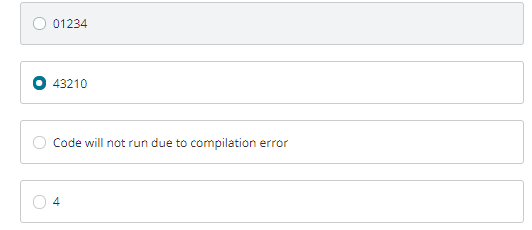 01234
43210
Code will not run due to compilation error
4